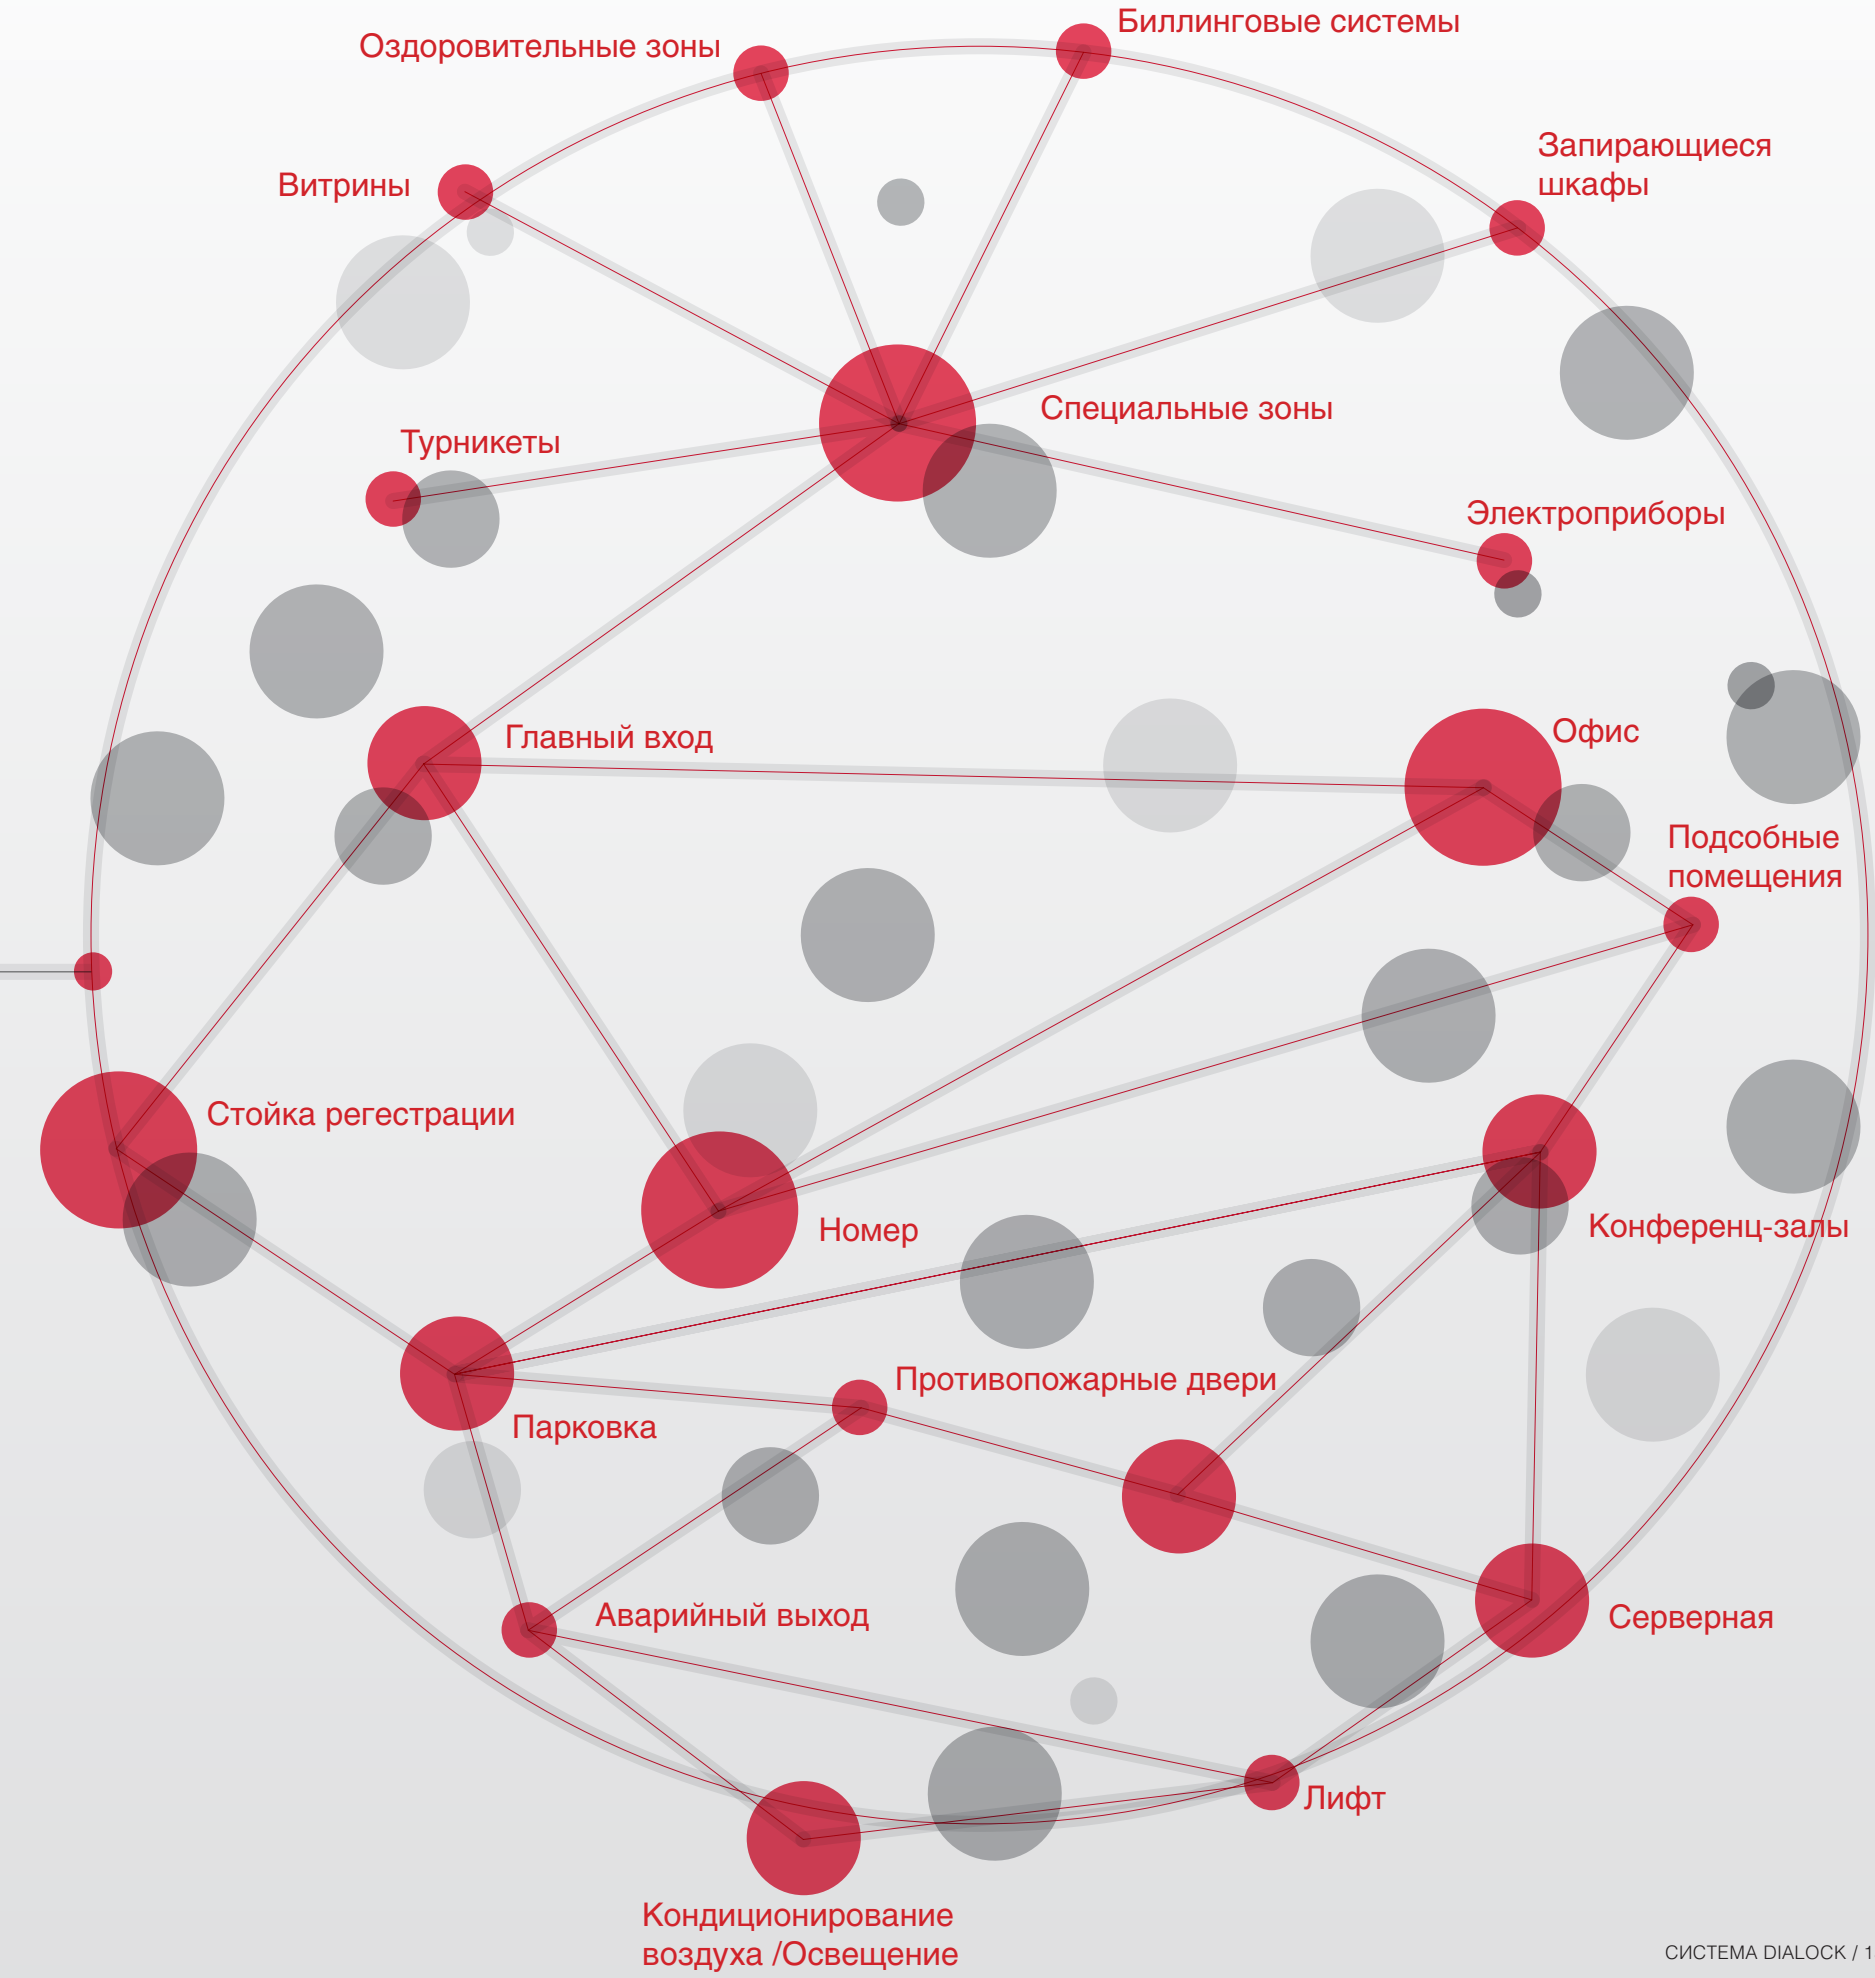 Биллинговые системы
Оздоровительные зоны
Запирающиеся
шкафы
Витрины
Специальные зоны
Турникеты
Электроприборы
Главный вход
Офис
Подсобные
помещения
Стойка регестрации
Номер
Конференц-залы
Противопожарные двери
Парковка
Аварийный выход
Серверная
Лифт
Кондиционирование
воздуха /Освещение
СИСТЕМА DIALOCK / 1